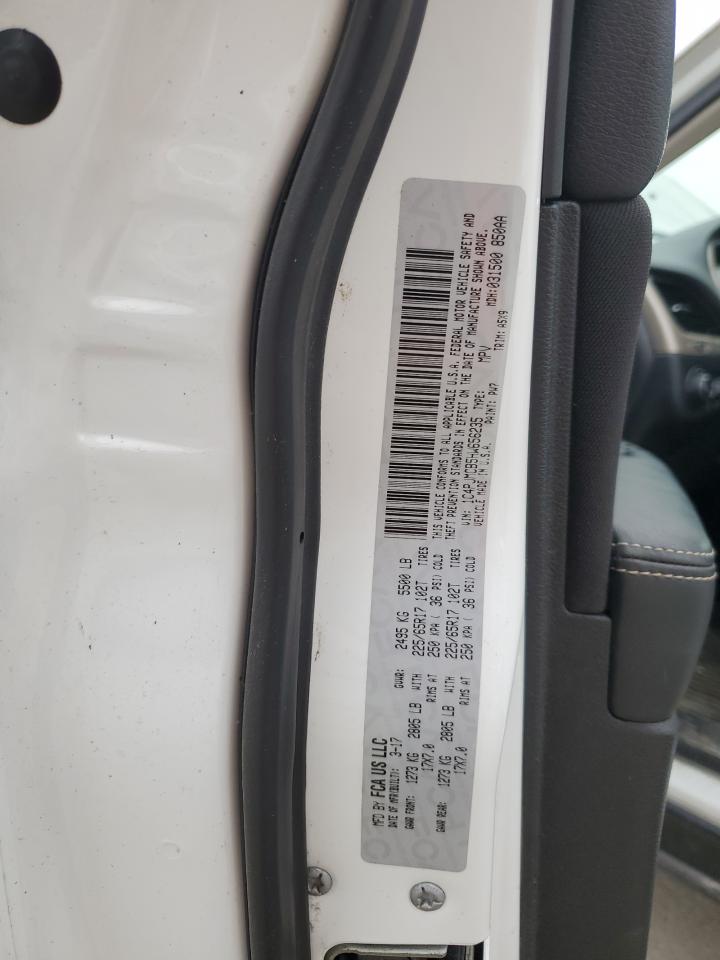 MFD BY FCA US LLC
DATE OF MFR(BUILT): 3-17 GVWR: 2495 KG 5500 LB
GAWR FRONT: 1273 KG 2805 LB WITH 225/65R17 102T TIRES
17X7.0 RIMS AT 250 KPA ( 36 PSI) COLD
GAWR REAR: 1273 KG 2805 LB WITH 225/65R17 102T TIRES
17X7.0 RIMS AT 250 KPA ( 36 PSI) COLD
THIS VEHICLE CONFORMS TO ALL APPLICABLE U.S.A. FEDERAL MOTOR VEHICLE SAFETY AND
THEFT PREVENTION STANDARDS IN EFFECT ON THE DATE OF MANUFACTURE SHOWN ABOVE.
VIN: 1C4PJMCB5HW656235 TYPE: MPV MDH:031500 850AA
VEHICLE MADE IN U.S.A. PAINT: PW7 TRIM: A5X9